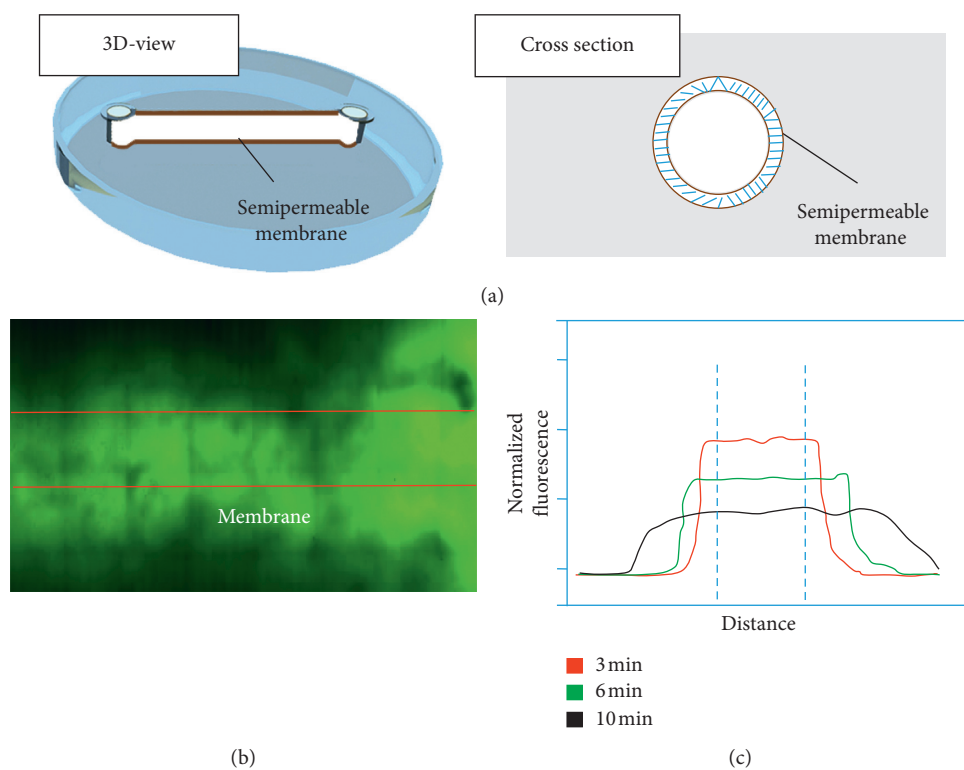 3D-view
Semipermeable
membrane
Cross section
Semipermeable
membrane
(a)
Membrane
(b)
Normalized
fluorescence
Distance
3 min
6 min
10 min
(c)